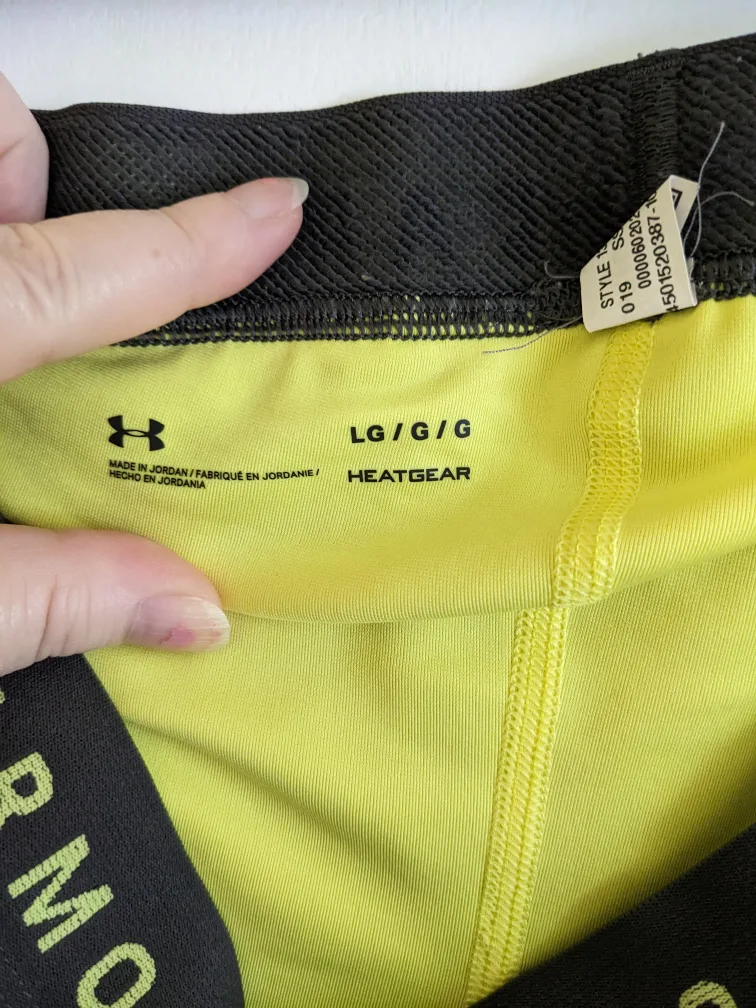 LG / G / G
MADE IN JORDAN / FABRIQUÉ EN JORDANIE /
HECHO EN JORDANIA
HEATGEAR
STYLE
019
RMO